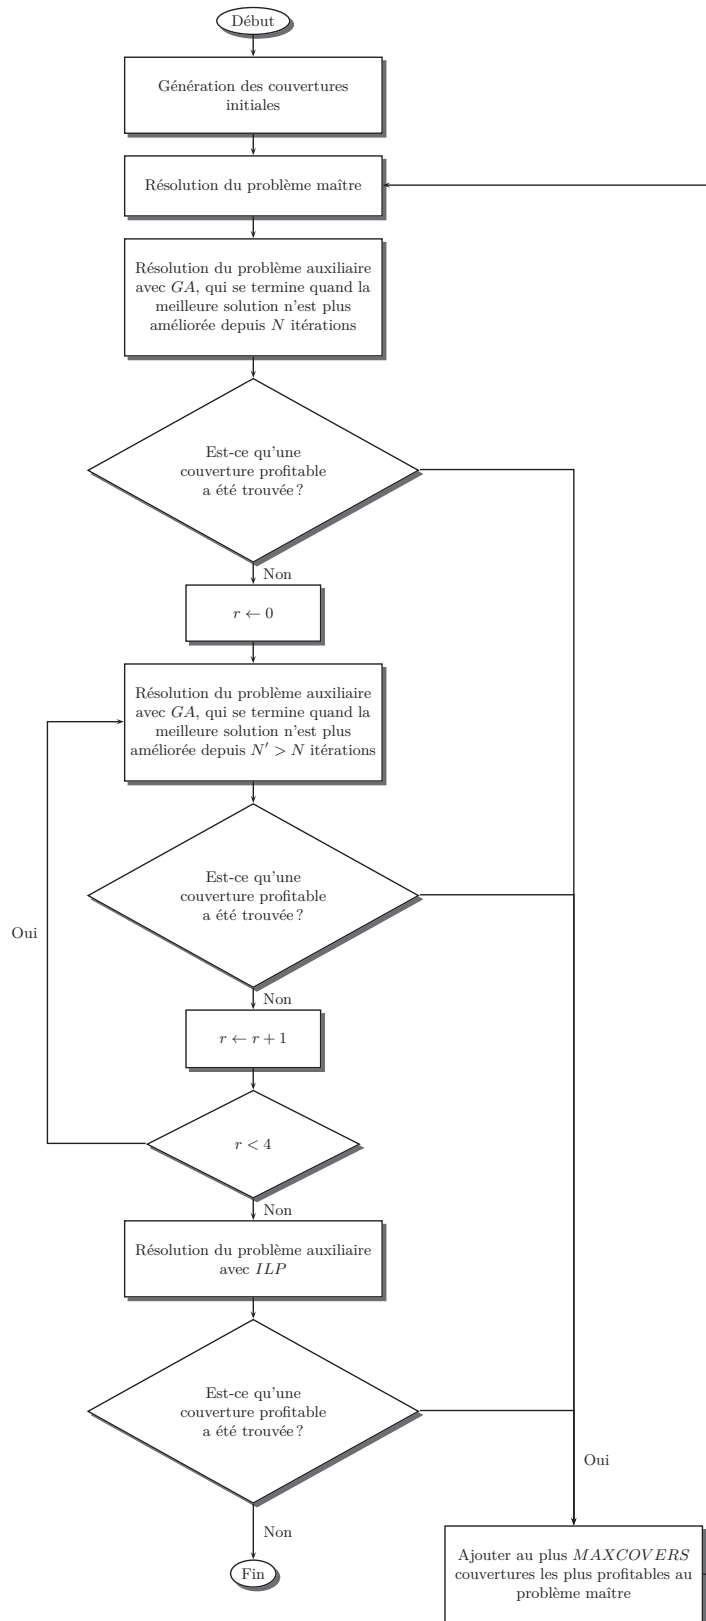 Début
Génération des couvertures
initiales
Résolution du problème maître
Résolution du problème auxiliaire
avec GA, qui se termine quand la
meilleure solution n'est plus
améliorée depuis N itérations
Est-ce qu'une
couverture profitable
a été trouvée ?
Non
r ← 0
Résolution du problème auxiliaire
avec GA, qui se termine quand la
meilleure solution n'est plus
améliorée depuis N′ > N itérations
Est-ce qu'une
couverture profitable
a été trouvée ?
Oui
Non
r ← r + 1
r < 4
Non
Résolution du problème auxiliaire
avec ILP
Est-ce qu'une
couverture profitable
a été trouvée ?
Oui
Non
Fin
Ajouter au plus MAXCOVERS
couvertures les plus profitables au
problème maître